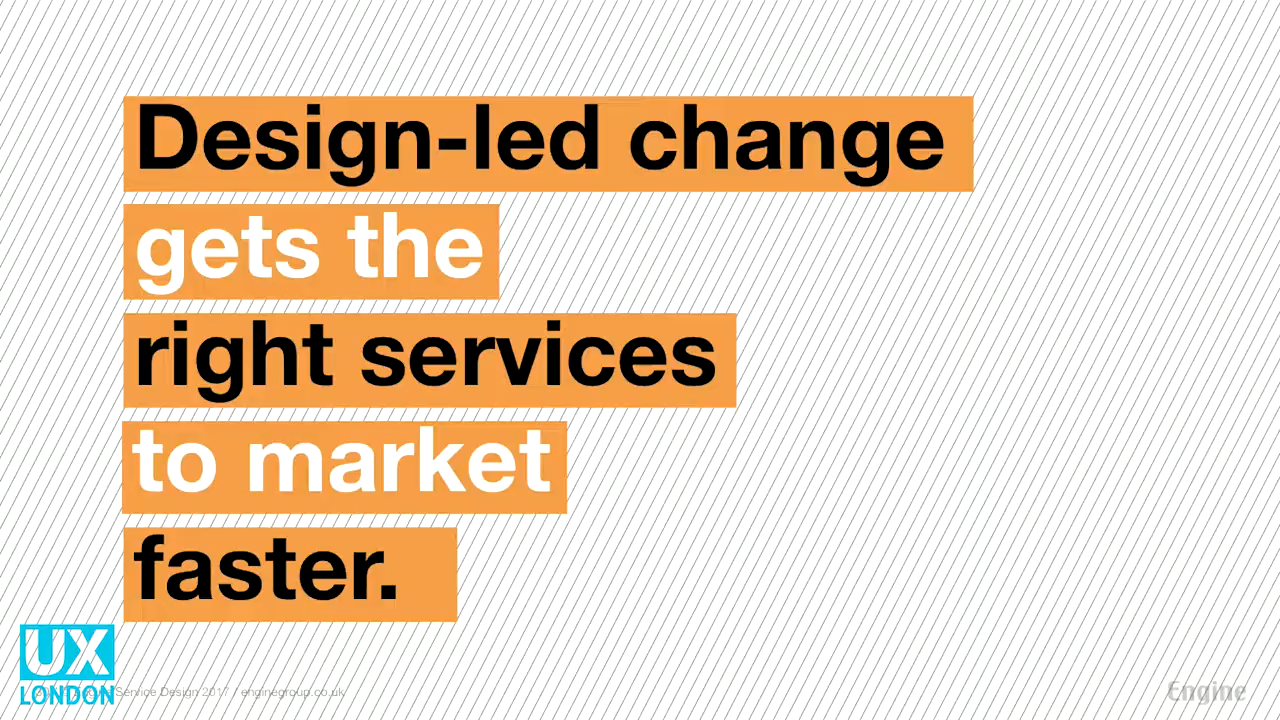 Design-led change
gets the
right services
to market
faster.
UX
LONDON
Service Design 2017 / enginegroup.co.uk
Engine